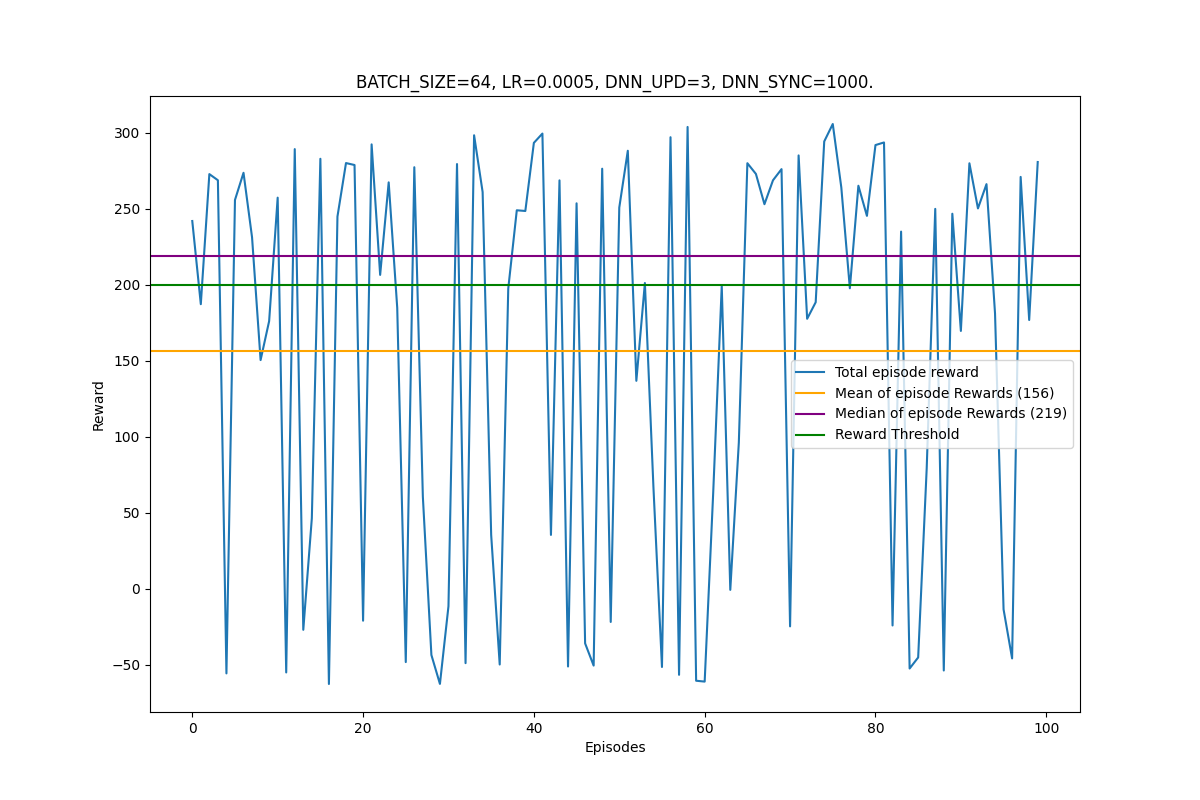 BATCH_SIZE=64, LR=0.0005, DNN_UPD=3, DNN_SYNC=1000.
Reward
300
250
200
150
100
50
0
−50
Total episode reward
Mean of episode Rewards (156)
Median of episode Rewards (219)
Reward Threshold
0 20 40 60 80 100
Episodes